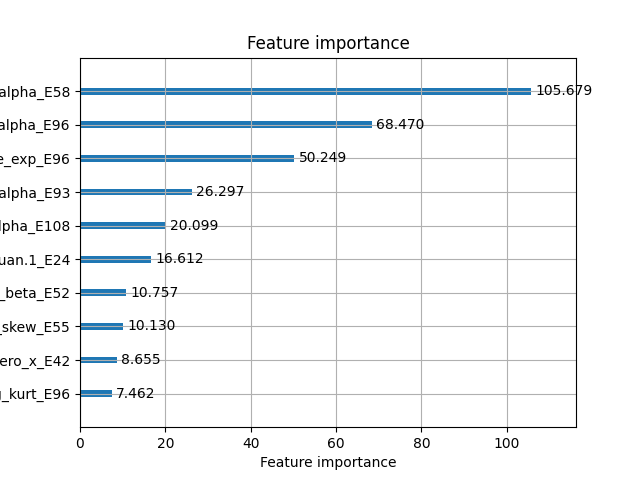 Feature importance
alpha_E58 105.679
alpha_E96 68.470
e_exp_E96 50.249
alpha_E93 26.297
lpha_E108 20.099
uan.1_E24 16.612
_beta_E52 10.757
_skew_E55 10.130
ero_x_E42 8.655
_kurt_E96 7.462
0 20 40 60 80 100
Feature importance